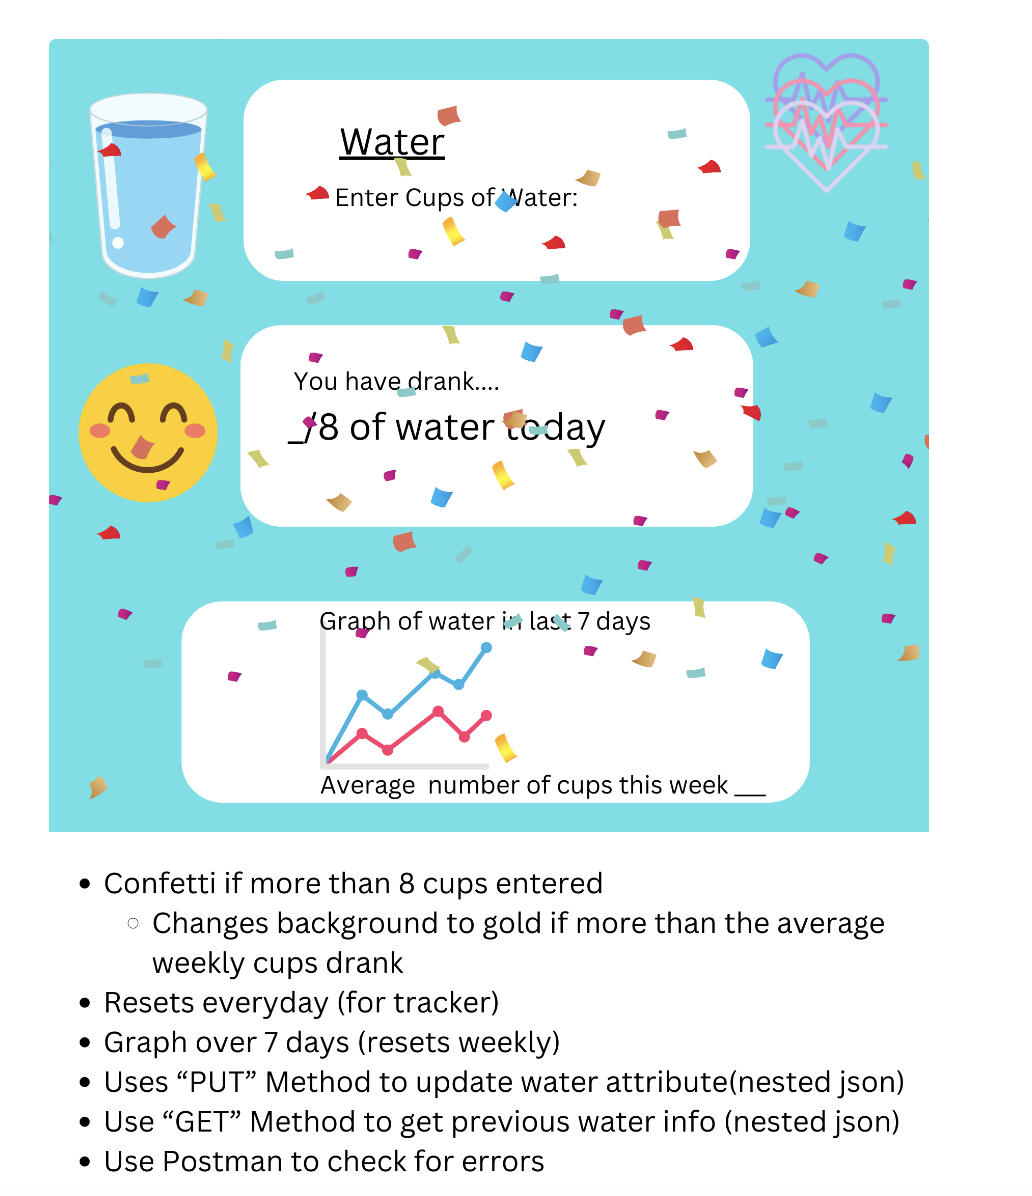 Water
Enter Cups of Water:
You have drank....
_/8 of water today
Graph of water in last 7 days
Average number of cups this week __
Confetti if more than 8 cups entered
Changes background to gold if more than the average
weekly cups drank
Resets everyday (for tracker)
Graph over 7 days (resets weekly)
Uses “PUT” Method to update water attribute(nested json)
Use “GET” Method to get previous water info (nested json)
Use Postman to check for errors